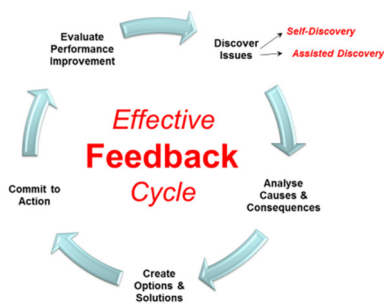 Evaluate
Performance
Improvement
Discover
Issues
Self-Discovery
Assisted Discovery
Effective
Feedback
Cycle
Analyse
Causes &
Consequences
Create
Options &
Solutions
Commit to
Action